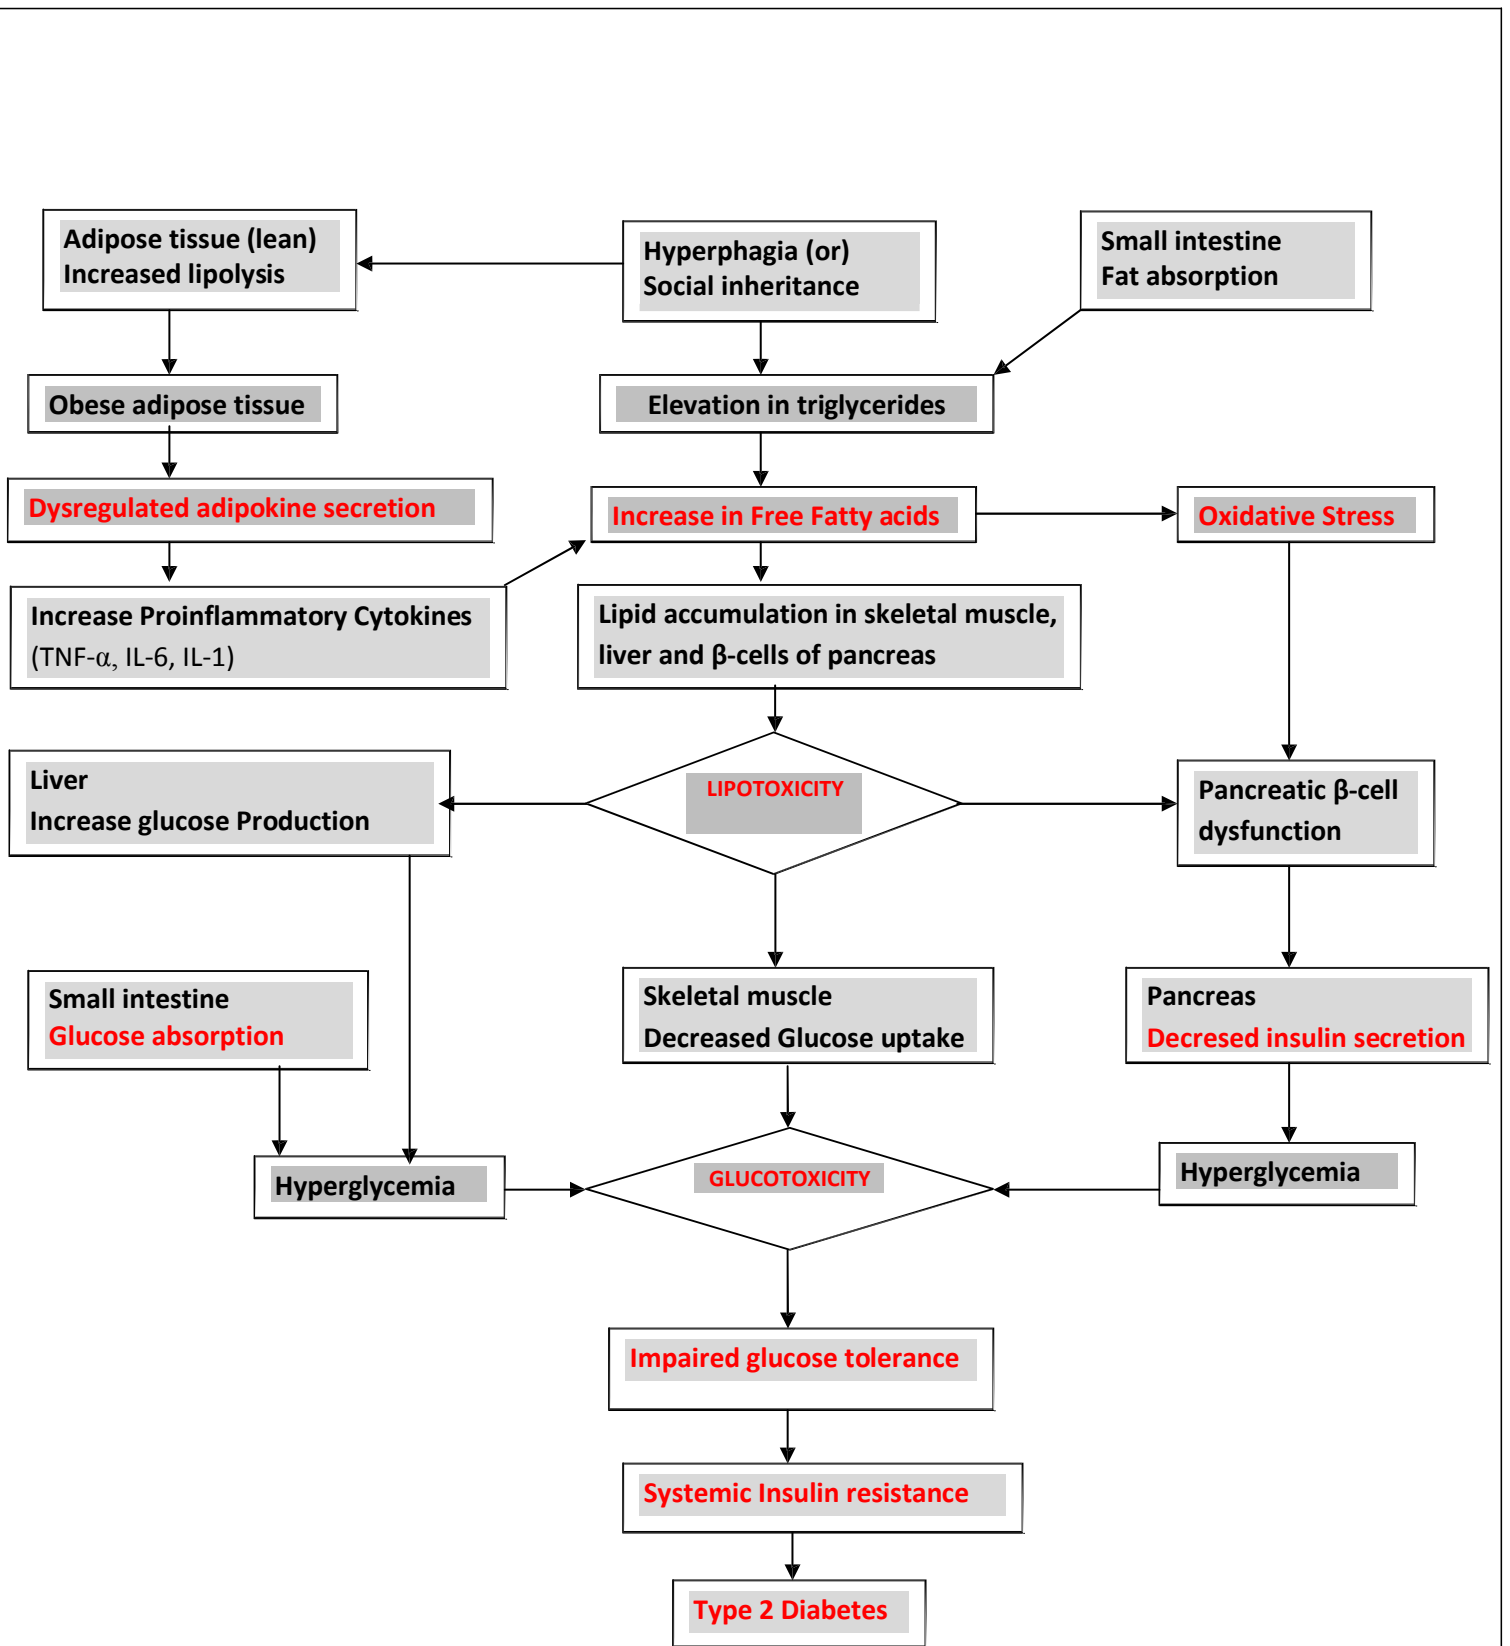 Adipose tissue (lean)
Increased lipolysis
Hyperphagia (or)
Social inheritance
Small intestine
Fat absorption
Obese adipose tissue
Elevation in triglycerides
Dysregulated adipokine secretion
Increase in Free Fatty acids
Oxidative Stress
Increase Proinflammatory Cytokines
(TNF-α, IL-6, IL-1)
Lipid accumulation in skeletal muscle,
liver and β-cells of pancreas
Liver
Increase glucose Production
LIPOTOXICITY
Pancreatic β-cell
dysfunction
Small intestine
Glucose absorption
Skeletal muscle
Decreased Glucose uptake
Pancreas
Decresed insulin secretion
Hyperglycemia
GLUCOTOXICITY
Hyperglycemia
Impaired glucose tolerance
Systemic Insulin resistance
Type 2 Diabetes